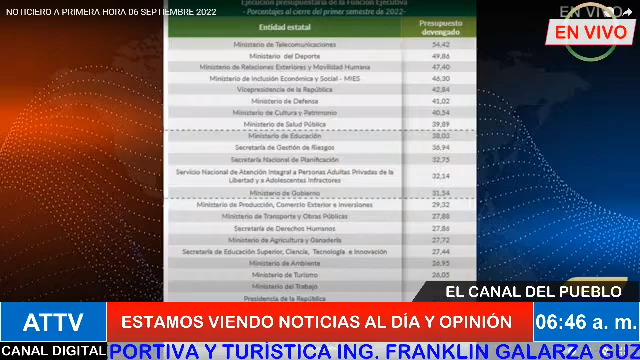 NOTICIERO A PRIMERA HORA 06 SEPTIEMBRE 2022
EN VIVO
EN VIVO
Ejecución presupuestaria de la Función Ejecutiva
- Porcentajes al cierre del primer semestre de 2022-
Entidad estatal Presupuesto devengado
Ministerio de Telecomunicaciones 54,42
Ministerio del Deporte 49,86
Ministerio de Relaciones Exteriores y Movilidad Humana 47,40
Ministerio de Inclusión Económica y Social - MIES 46,30
Vicepresidencia de la República 42,84
Ministerio de Defensa 41,02
Ministerio de Cultura y Patrimonio 40,54
Ministerio de Salud Pública 39,89
Ministerio de Educación 38,03
Secretaría de Gestión de Riesgos 36,94
Secretaría Nacional de Planificación 32,75
Servicio Nacional de Atención Integral a Personas Adultas Privadas de la
Libertad y a Adolescentes Infractores 32,14
Ministerio de Gobierno 31,54
Ministerio de Producción, Comercio Exterior e Inversiones 29,32
Ministerio de Transporte y Obras Públicas 27,88
Secretaría de Derechos Humanos 27,86
Ministerio de Agricultura y Ganadería 27,72
Secretaría de Educación Superior, Ciencia, Tecnología e Innovación 27,44
Ministerio de Ambiente 26,95
Ministerio de Turismo 26,05
Ministerio del Trabajo
Presidencia de la República
EL CANAL DEL PUEBLO
ATTV ESTAMOS VIENDO NOTICIAS AL DÍA Y OPINIÓN 06:46 a. m.
CANAL DIGITAL PORTIVA Y TURÍSTICA ING. FRANKLIN GALARZA GUZ